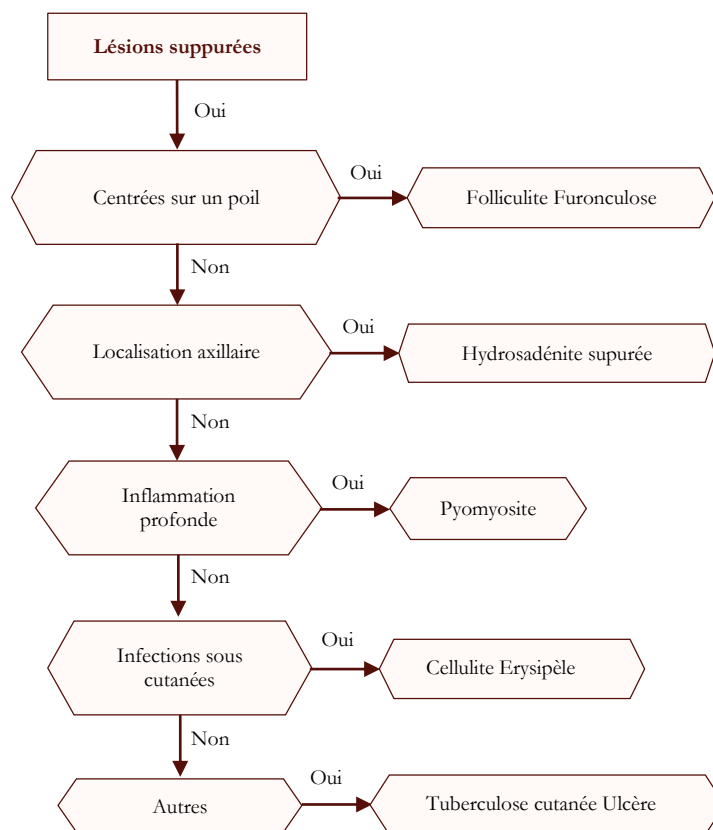 Lésions suppurées
Oui
Centrées sur un poil
Oui
Folliculite Furonculose
Non
Localisation axillaire
Oui
Hydrosadénite supurée
Non
Inflammation
profonde
Oui
Pyomyosite
Non
Infections sous
cutanées
Oui
Cellulite Erysipèle
Non
Autres
Oui
Tuberculose cutanée Ulcère